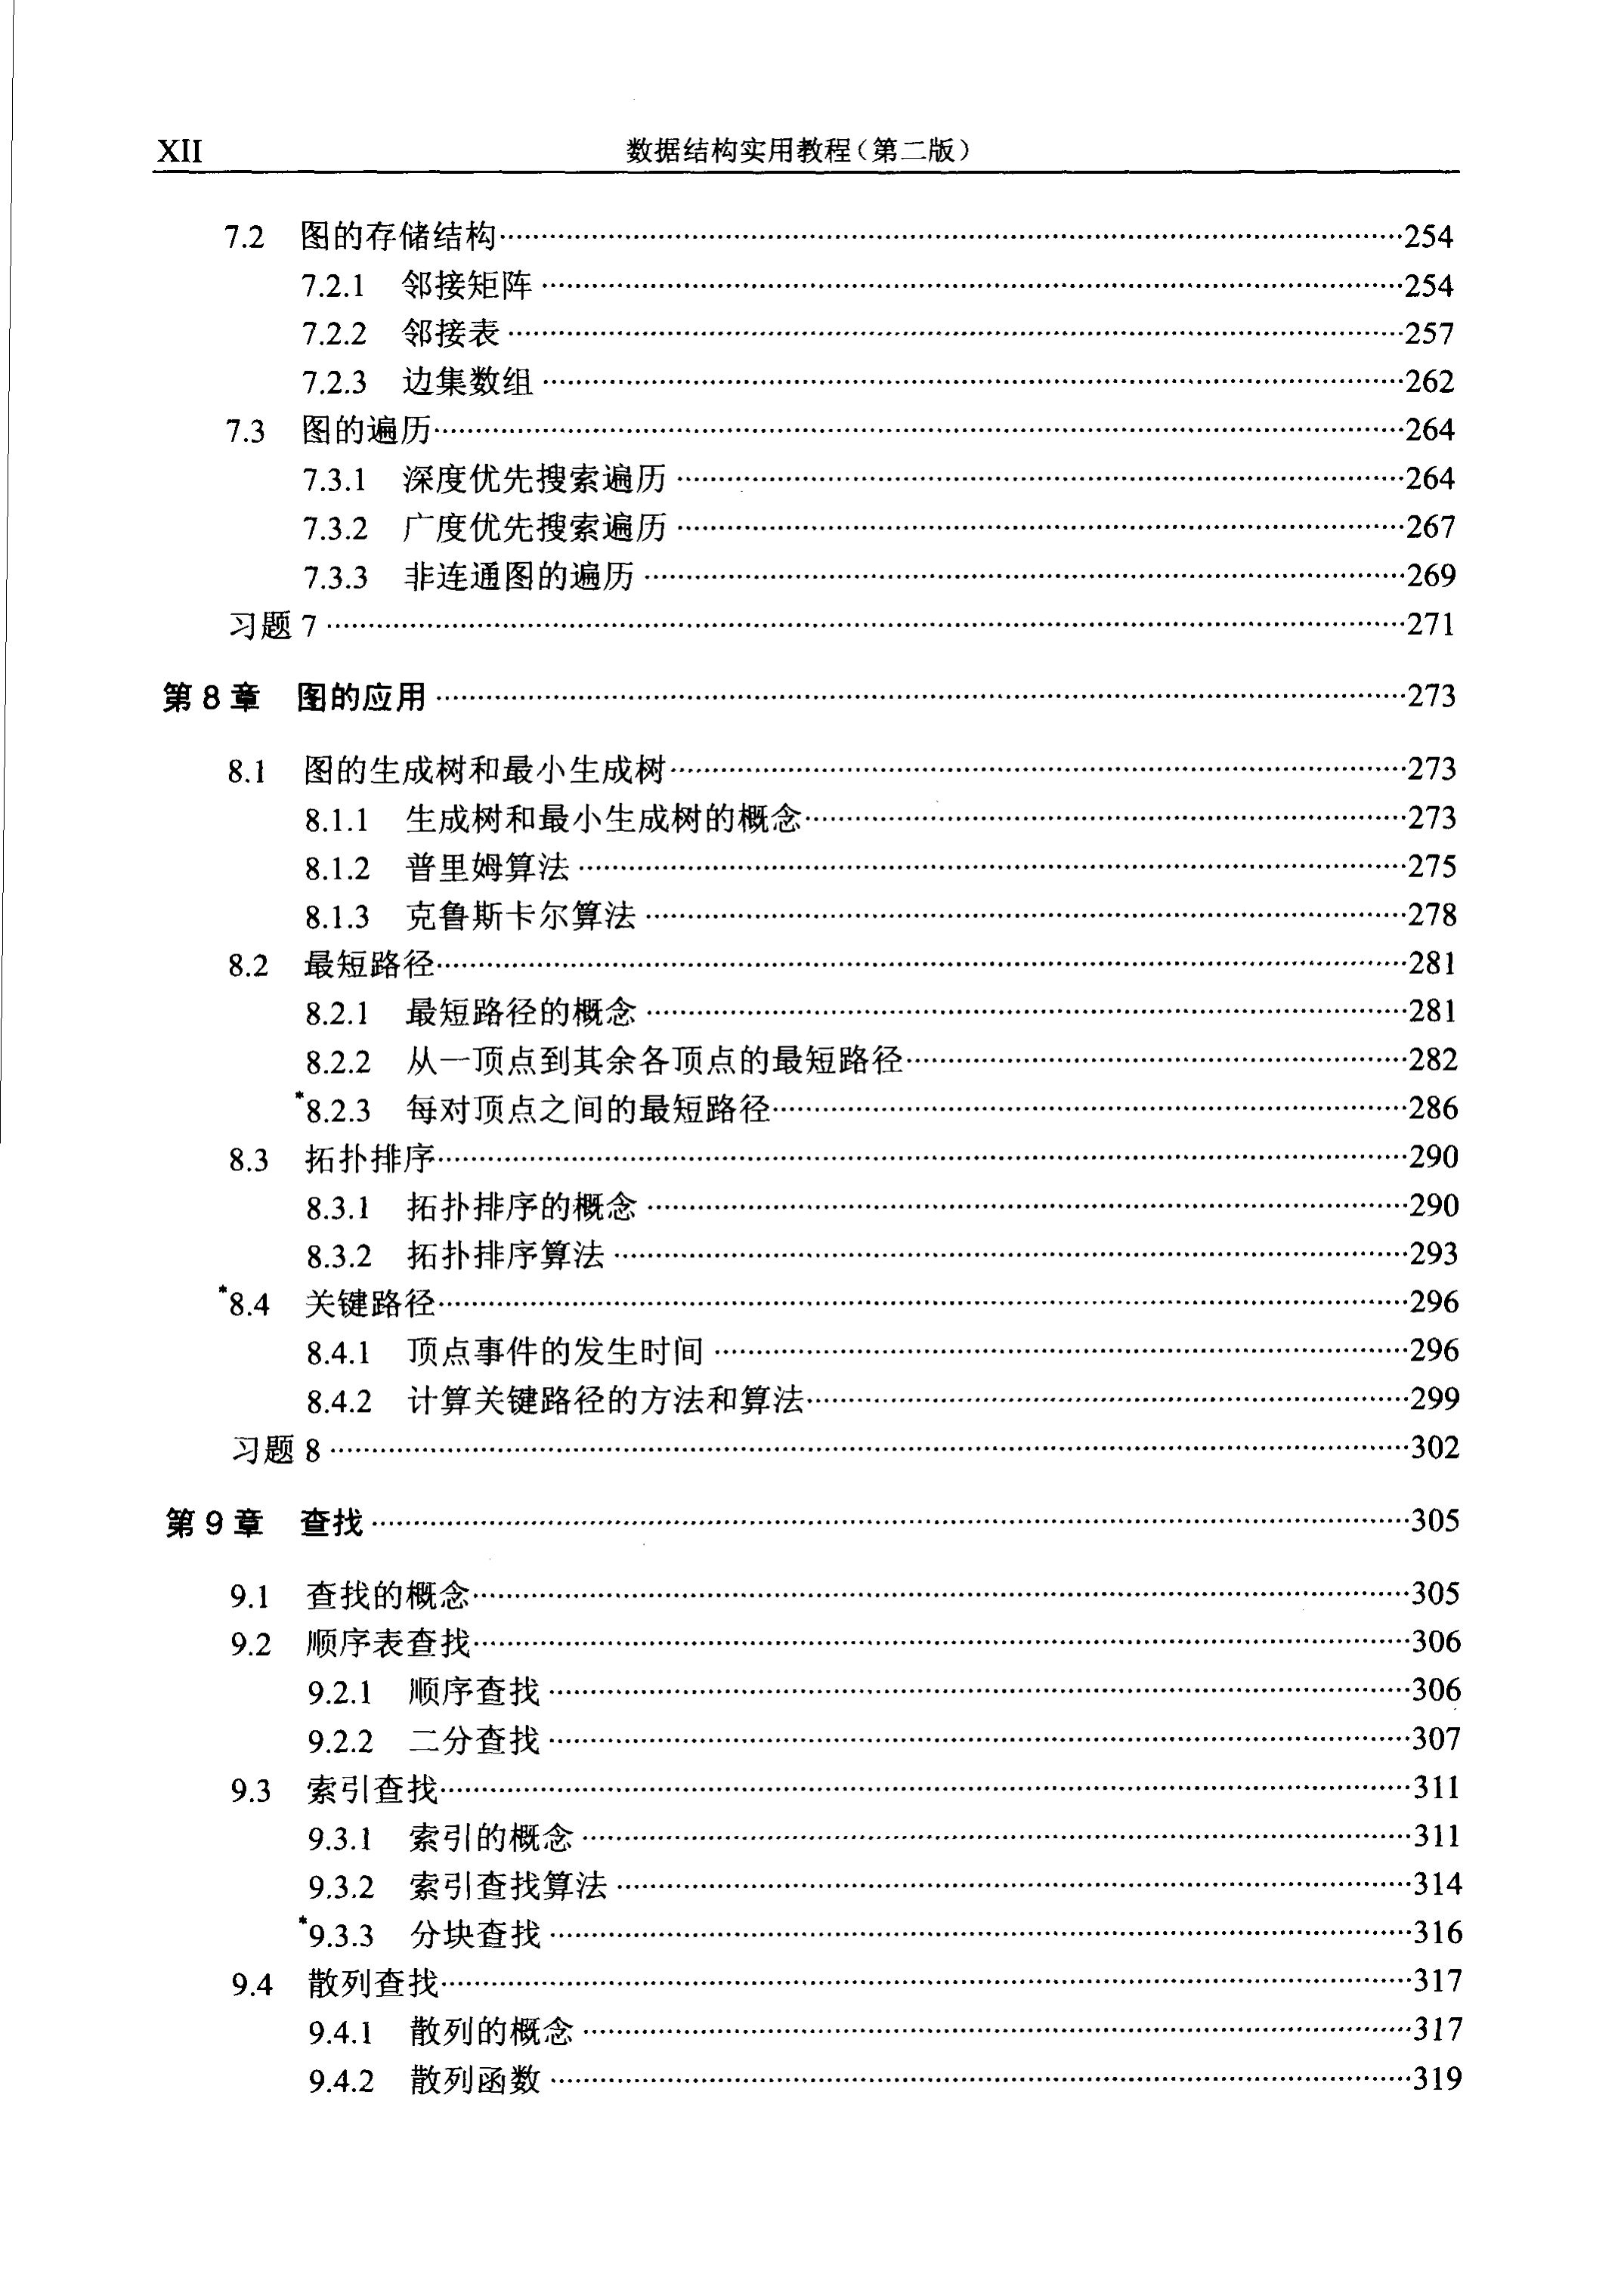 XII 数据结构实用教程(第二版)
7.2 图的存储结构……254
7.2.1 邻接矩阵……254
7.2.2 邻接表……257
7.2.3 边集数组……262
7.3 图的遍历……264
7.3.1 深度优先搜索遍历……264
7.3.2 广度优先搜索遍历……267
7.3.3 非连通图的遍历……269
习题 7……271
第 8 章 图的应用……273
8.1 图的生成树和最小生成树……273
8.1.1 生成树和最小生成树的概念……273
8.1.2 普里姆算法……275
8.1.3 克鲁斯卡尔算法……278
8.2 最短路径……281
8.2.1 最短路径的概念……281
8.2.2 从一顶点到其余各顶点的最短路径……282
*8.2.3 每对顶点之间的最短路径……286
8.3 拓扑排序……290
8.3.1 拓扑排序的概念……290
8.3.2 拓扑排序算法……293
*8.4 关键路径……296
8.4.1 顶点事件的发生时间……296
8.4.2 计算关键路径的方法和算法……299
习题 8……302
第 9 章 查找……305
9.1 查找的概念……305
9.2 顺序表查找……306
9.2.1 顺序查找……306
9.2.2 二分查找……307
9.3 索引查找……311
9.3.1 索引的概念……311
9.3.2 索引查找算法……314
*9.3.3 分块查找……316
9.4 散列查找……317
9.4.1 散列的概念……317
9.4.2 散列函数……319